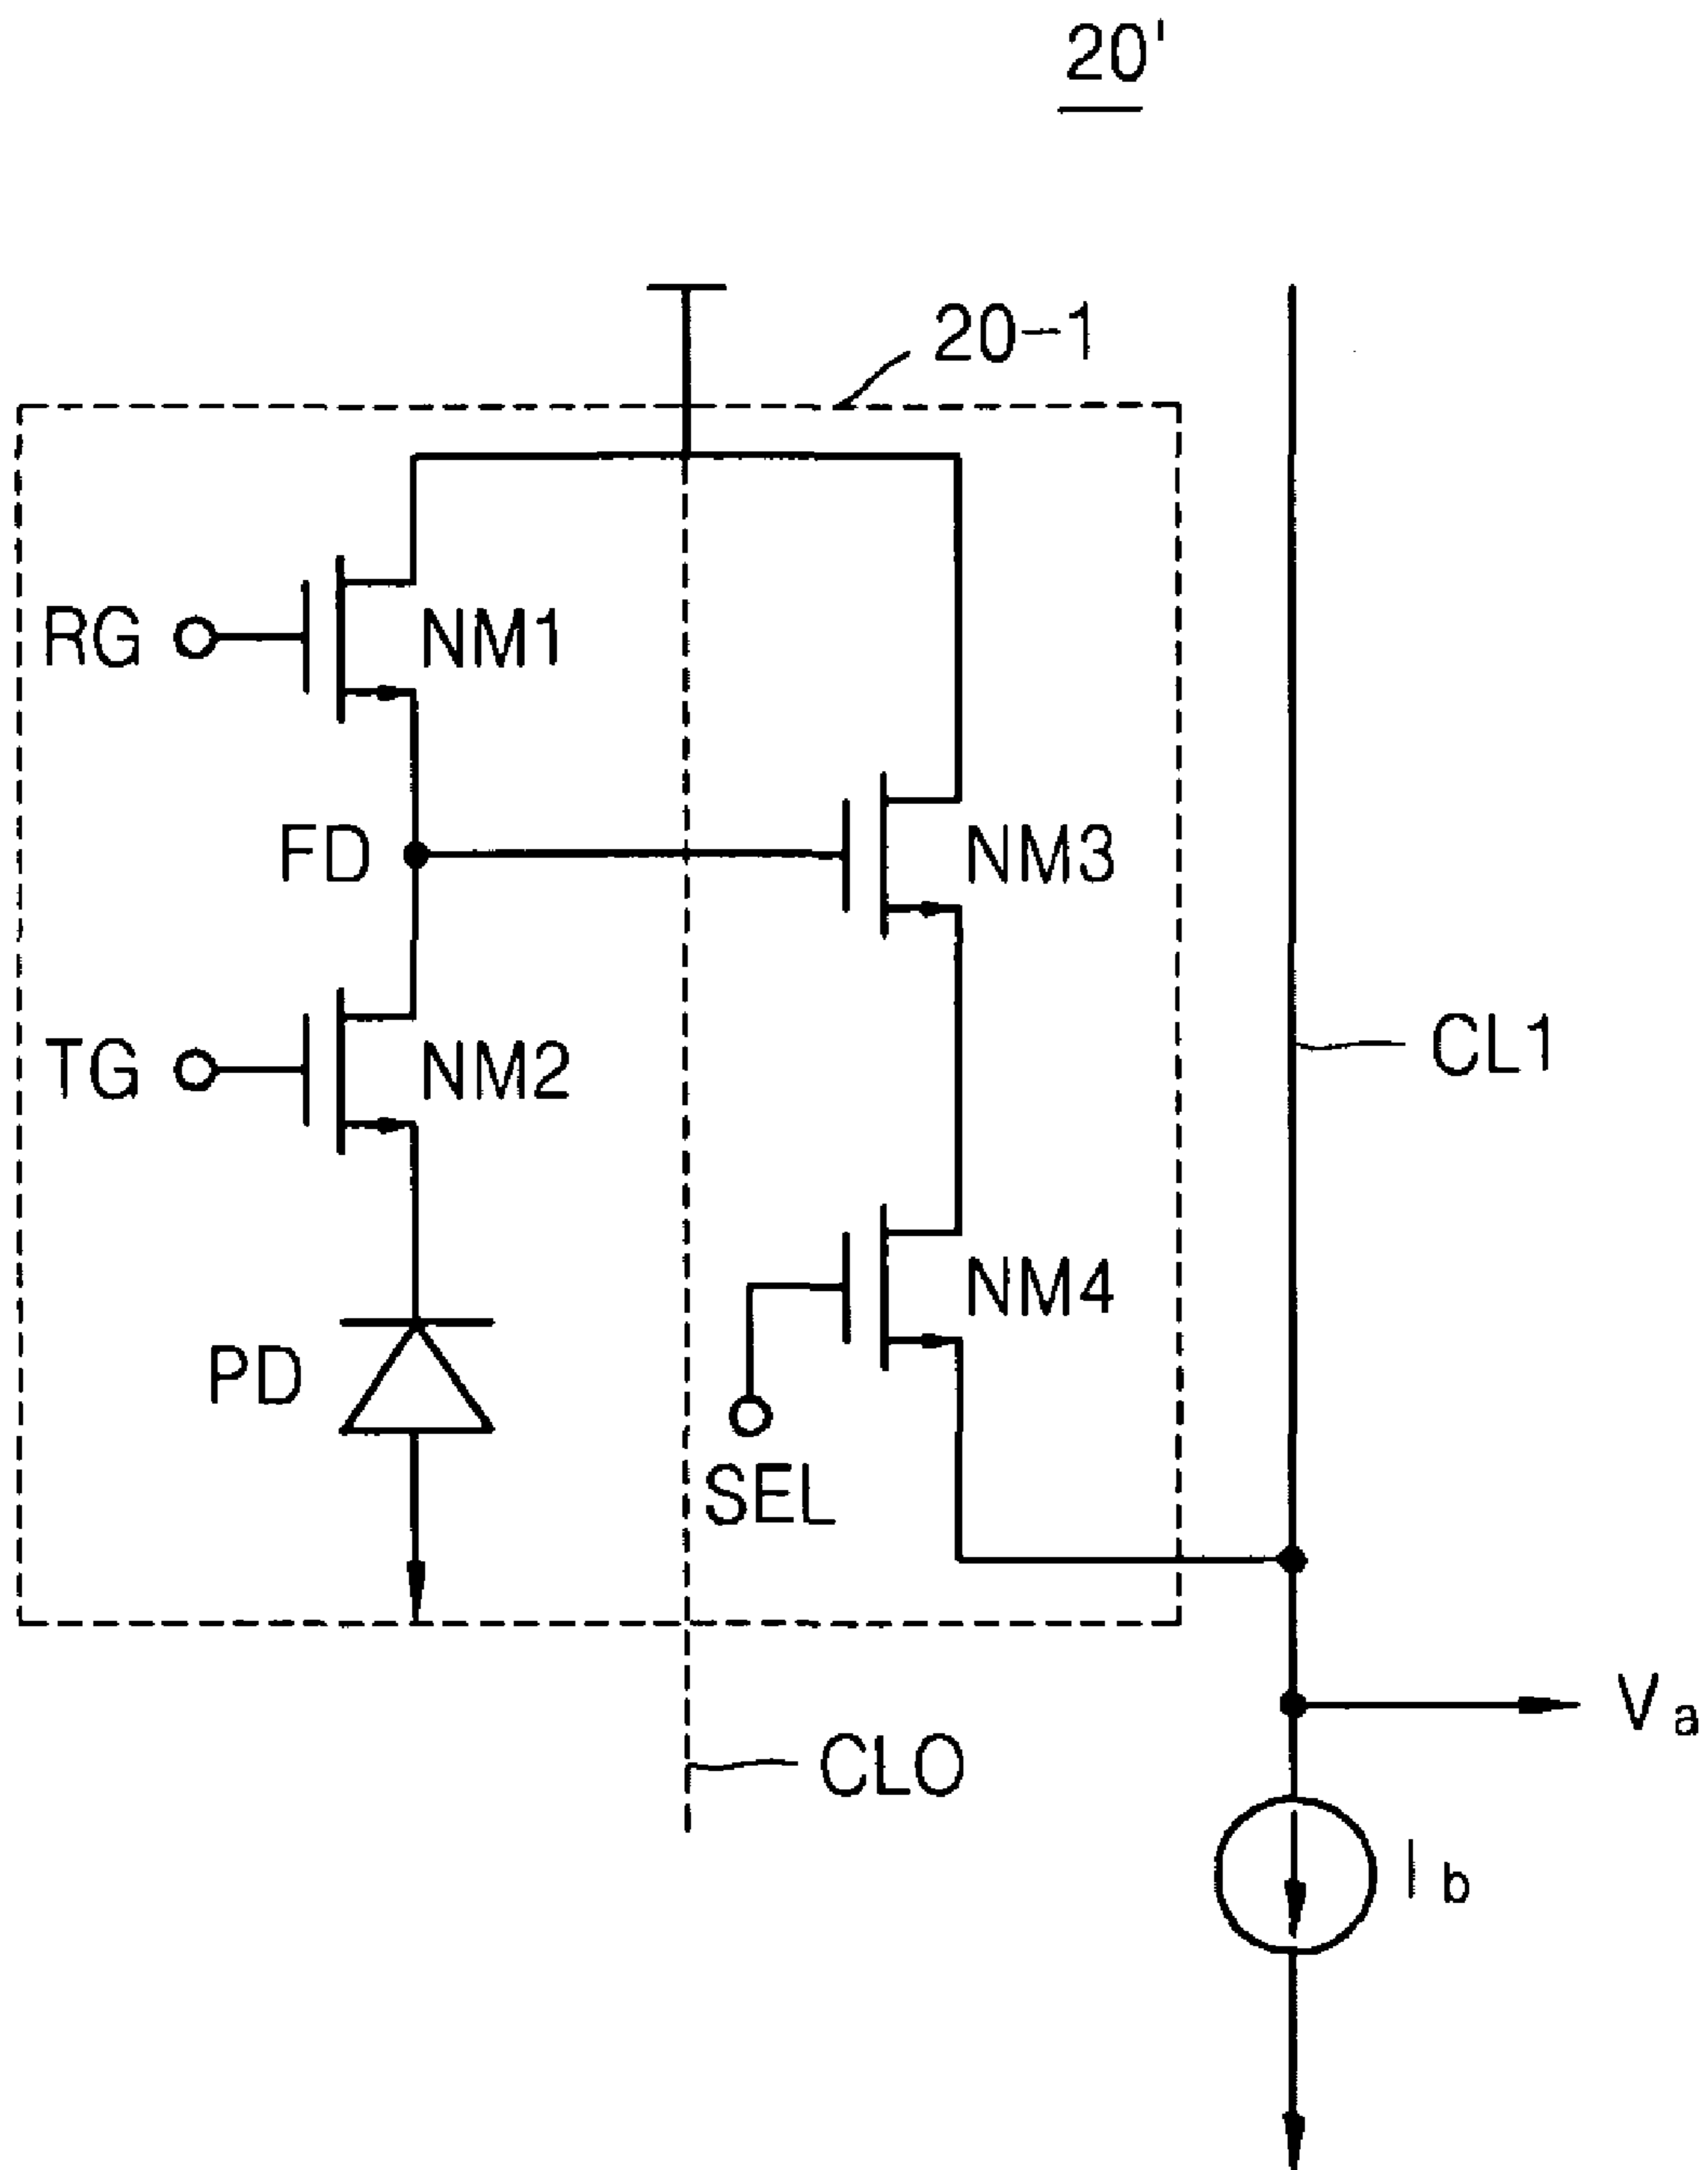 20'
20-1
RG
NM1
FD
NM3
TG
NM2
CL1
NM4
PD
SEL
Va
CLO
Ib